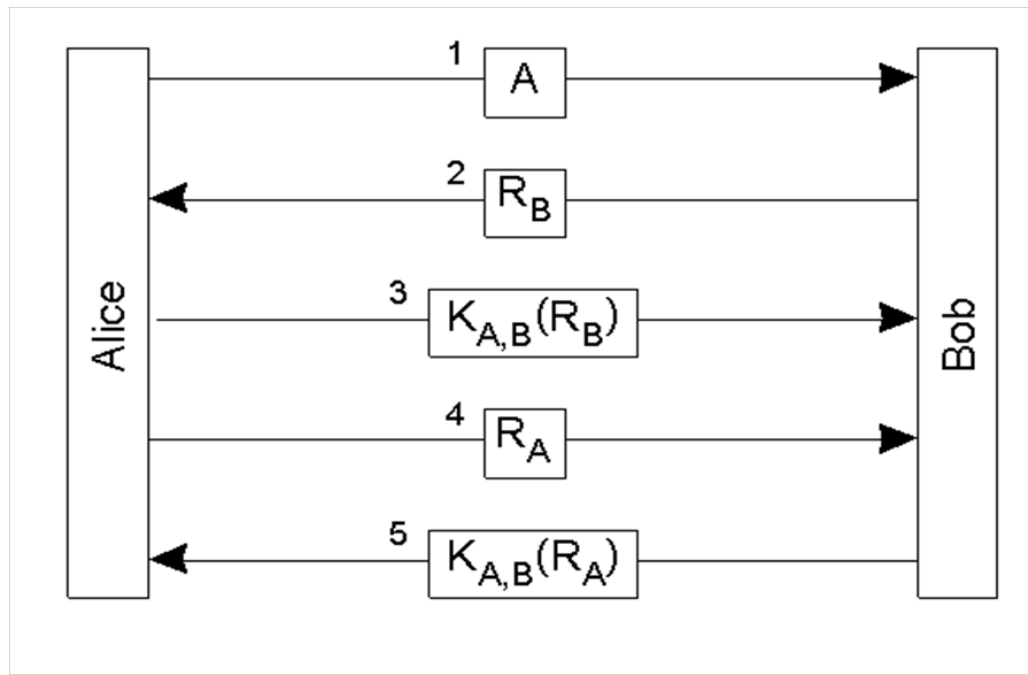 1
A
2
R_B
3
K_A,B(R_B)
Alice
Bob
4
R_A
5
K_A,B(R_A)